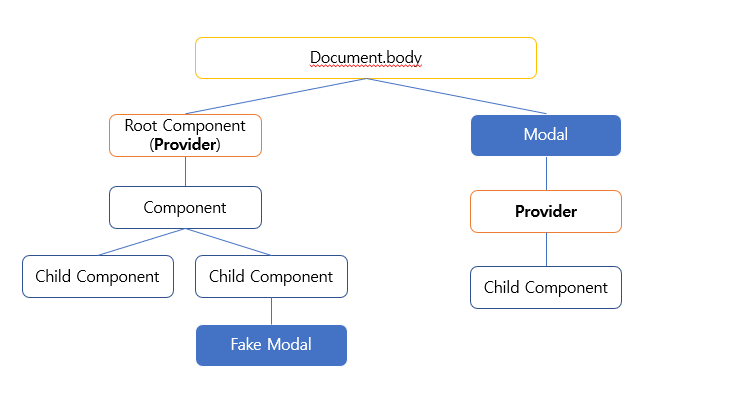 Document.body
Root Component
(Provider)
Modal
Component
Provider
Child Component
Child Component
Child Component
Fake Modal